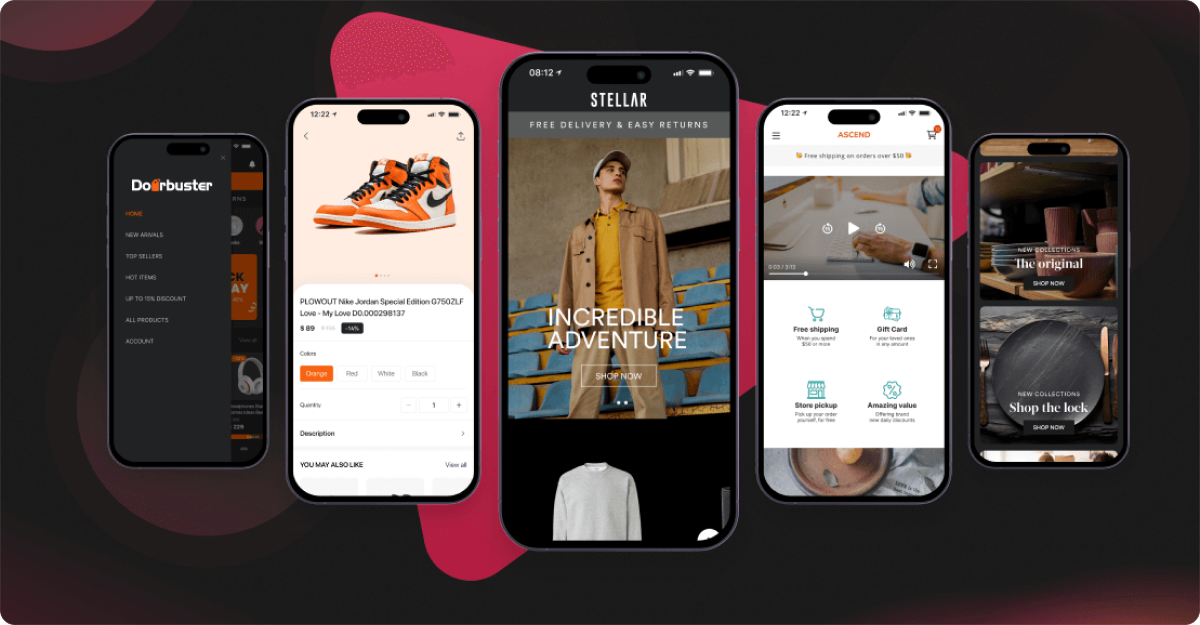 Doorbuster
HOME
NEW ARIVALS
TOP SELLERS
HOT ITEMS
UP TO 15% DISCOUNT
ALL PRODUCTS
ACCOUNT
12:22
PLOWOUT Nike Jordan Special Edition G750ZLF
Love - My Love D0.000298137
$ 89 -14%
Colors
Orange Red White Black
Quantity
− 1 +
Description
YOU MAY ALSO LIKE View all
08:12
STELLAR
FREE DELIVERY & EASY RETURNS
INCREDIBLE
ADVENTURE
SHOP NOW
12:22
ASCEND
Free shipping on orders over $50
0:03 / 3:13
Free shipping
When you spend
$50 or more
Gift Card
For your loved ones
in any amount
Store pickup
Pick up your order
yourself, for free
Amazing value
Offering brand
new daily discounts
NEW COLLECTIONS
The original
SHOP NOW
NEW COLLECTIONS
Shop the lock
SHOP NOW